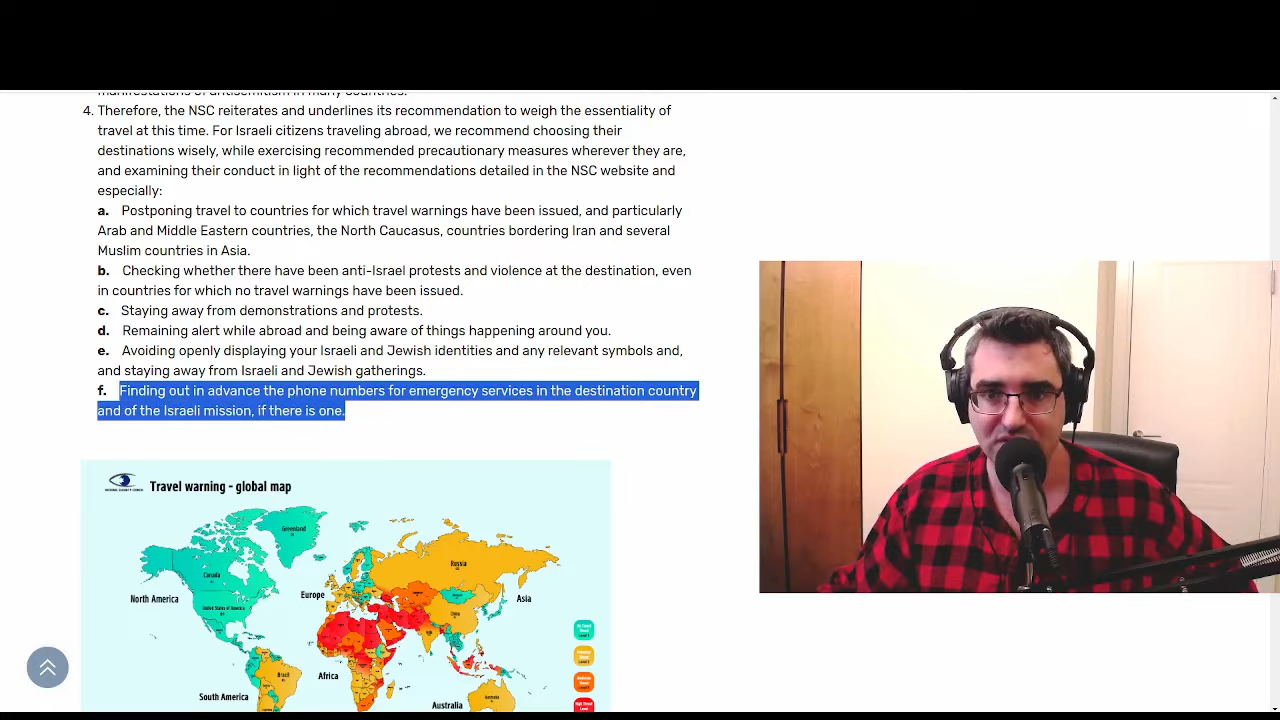 manifestations of antisemitism in many countries.
4. Therefore, the NSC reiterates and underlines its recommendation to weigh the essentiality of
travel at this time. For Israeli citizens traveling abroad, we recommend choosing their
destinations wisely, while exercising recommended precautionary measures wherever they are,
and examining their conduct in light of the recommendations detailed in the NSC website and
especially:
a. Postponing travel to countries for which travel warnings have been issued, and particularly
Arab and Middle Eastern countries, the North Caucasus, countries bordering Iran and several
Muslim countries in Asia.
b. Checking whether there have been anti-Israel protests and violence at the destination, even
in countries for which no travel warnings have been issued.
c. Staying away from demonstrations and protests.
d. Remaining alert while abroad and being aware of things happening around you.
e. Avoiding openly displaying your Israeli and Jewish identities and any relevant symbols and,
and staying away from Israeli and Jewish gatherings.
f. Finding out in advance the phone numbers for emergency services in the destination country
and of the Israeli mission, if there is one.
Travel warning - global map
Greenland
Russia
Canada
North America
Europe
Asia
United States of America
China
Brazil
Africa
South America
Australia